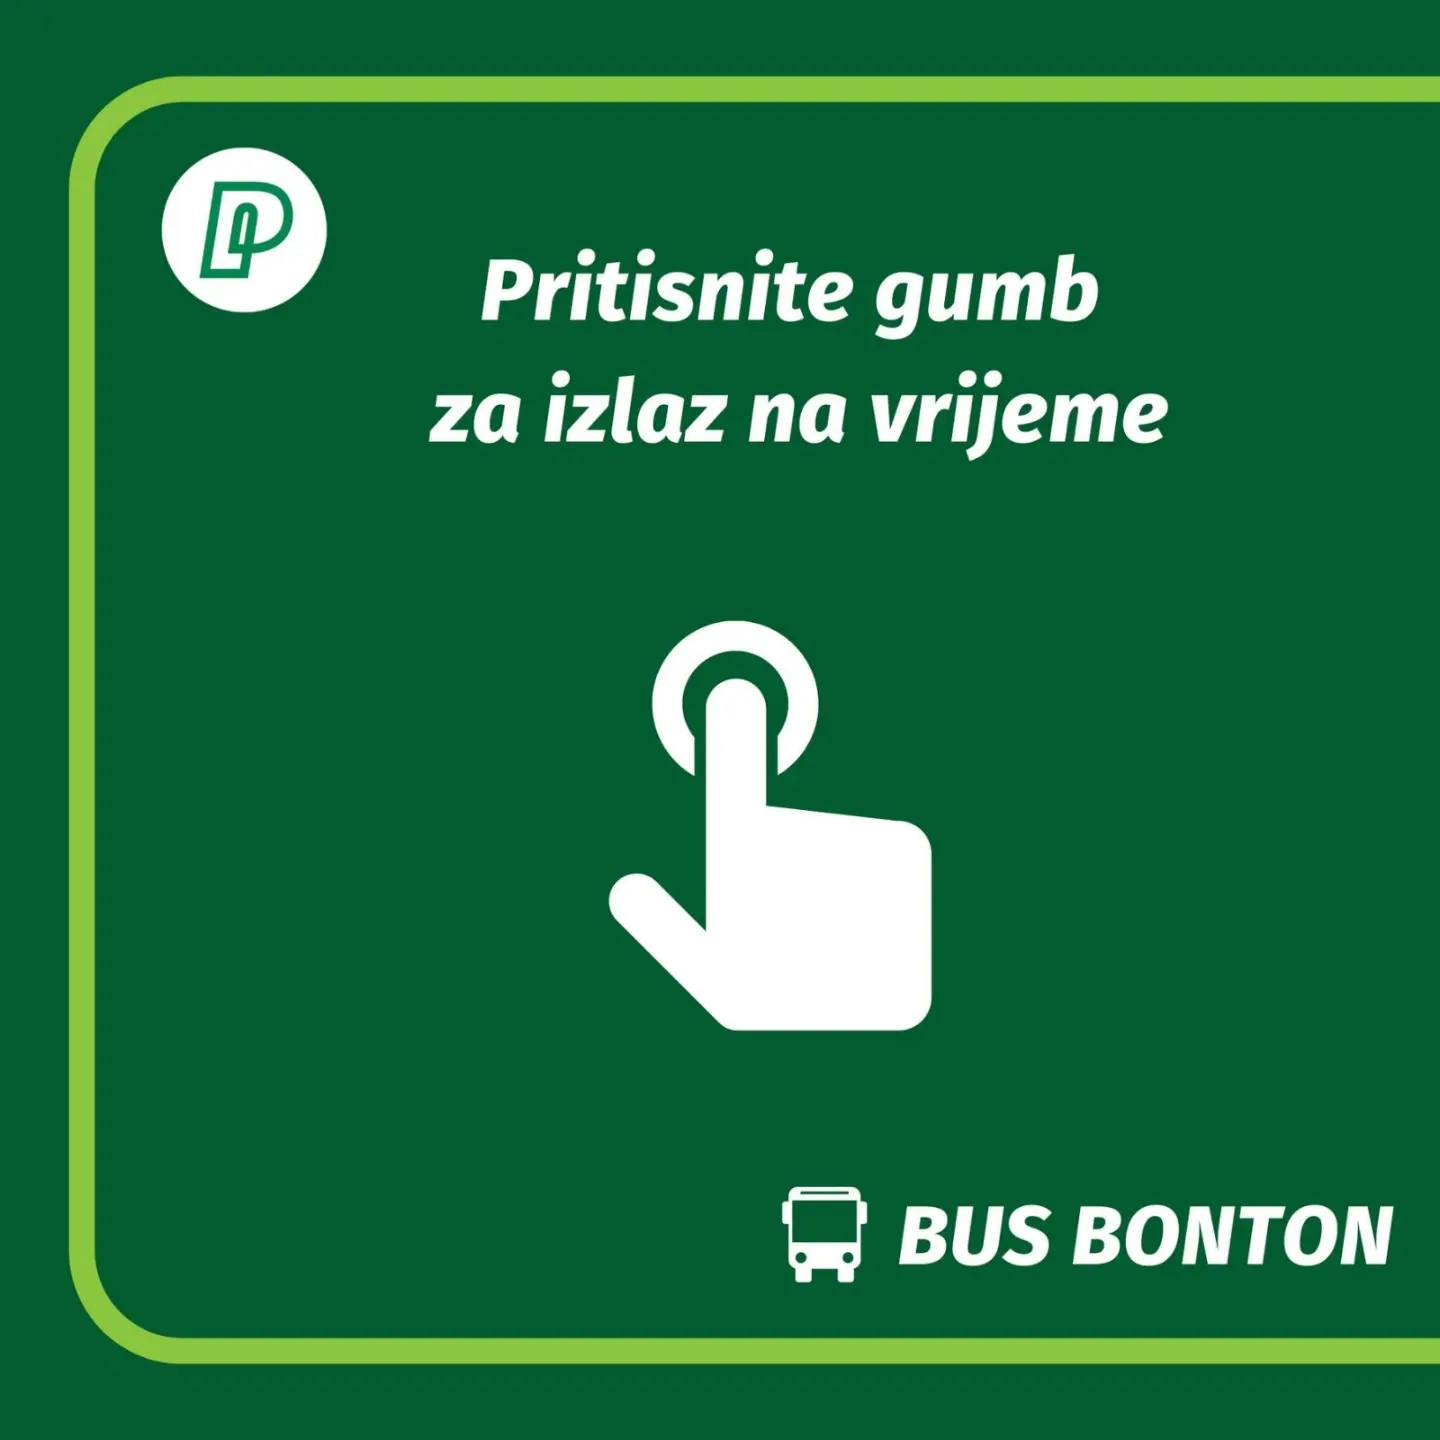 Pritisnite gumb
za izlaz na vrijeme
BUS BONTON